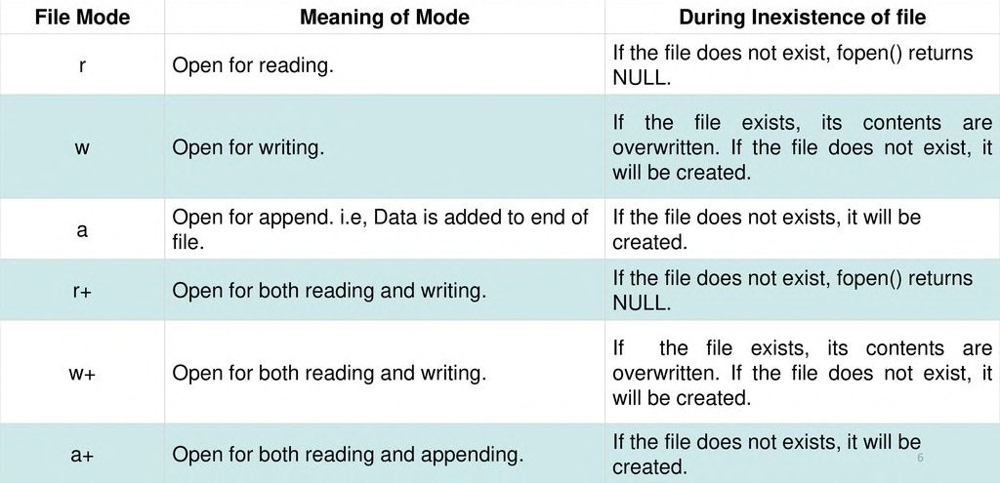 File Mode
Meaning of Mode
During Inexistence of file
r
Open for reading.
If the file does not exist, fopen() returns
NULL.
w
Open for writing.
If the file exists, its contents are
overwritten. If the file does not exist, it
will be created.
a
Open for append. i.e, Data is added to end of
file.
If the file does not exists, it will be
created.
r+
Open for both reading and writing.
If the file does not exist, fopen() returns
NULL.
w+
Open for both reading and writing.
If the file exists, its contents are
overwritten. If the file does not exist, it
will be created.
a+
Open for both reading and appending.
If the file does not exists, it will be
created.
6